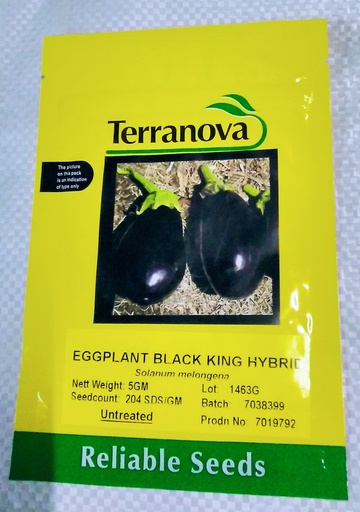 Terranova
The picture
on this pack
is an indication
of type only
EGGPLANT BLACK KING HYBRID
Solanum melongena
Nett Weight: 5GM
Seedcount: 204 SDS/GM
Untreated
Lot: 1463G
Batch: 7038399
Prodn No: 7019792
Reliable Seeds